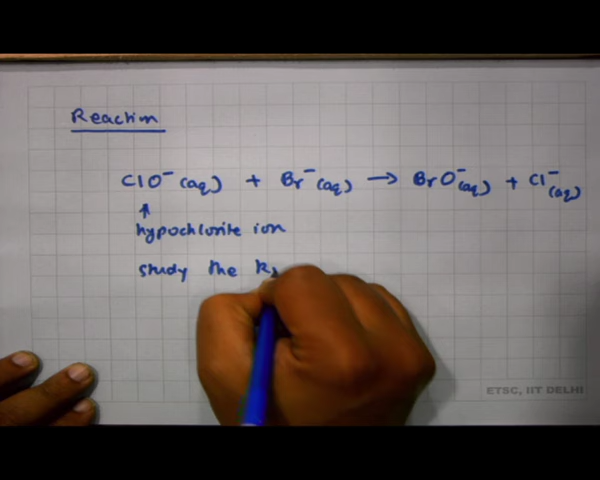 Reaction
ClO⁻(aq) + Br⁻(aq) → BrO⁻(aq) + Cl⁻(aq)
↑
hypochlorite ion
study the
ETSC, IIT DELHI